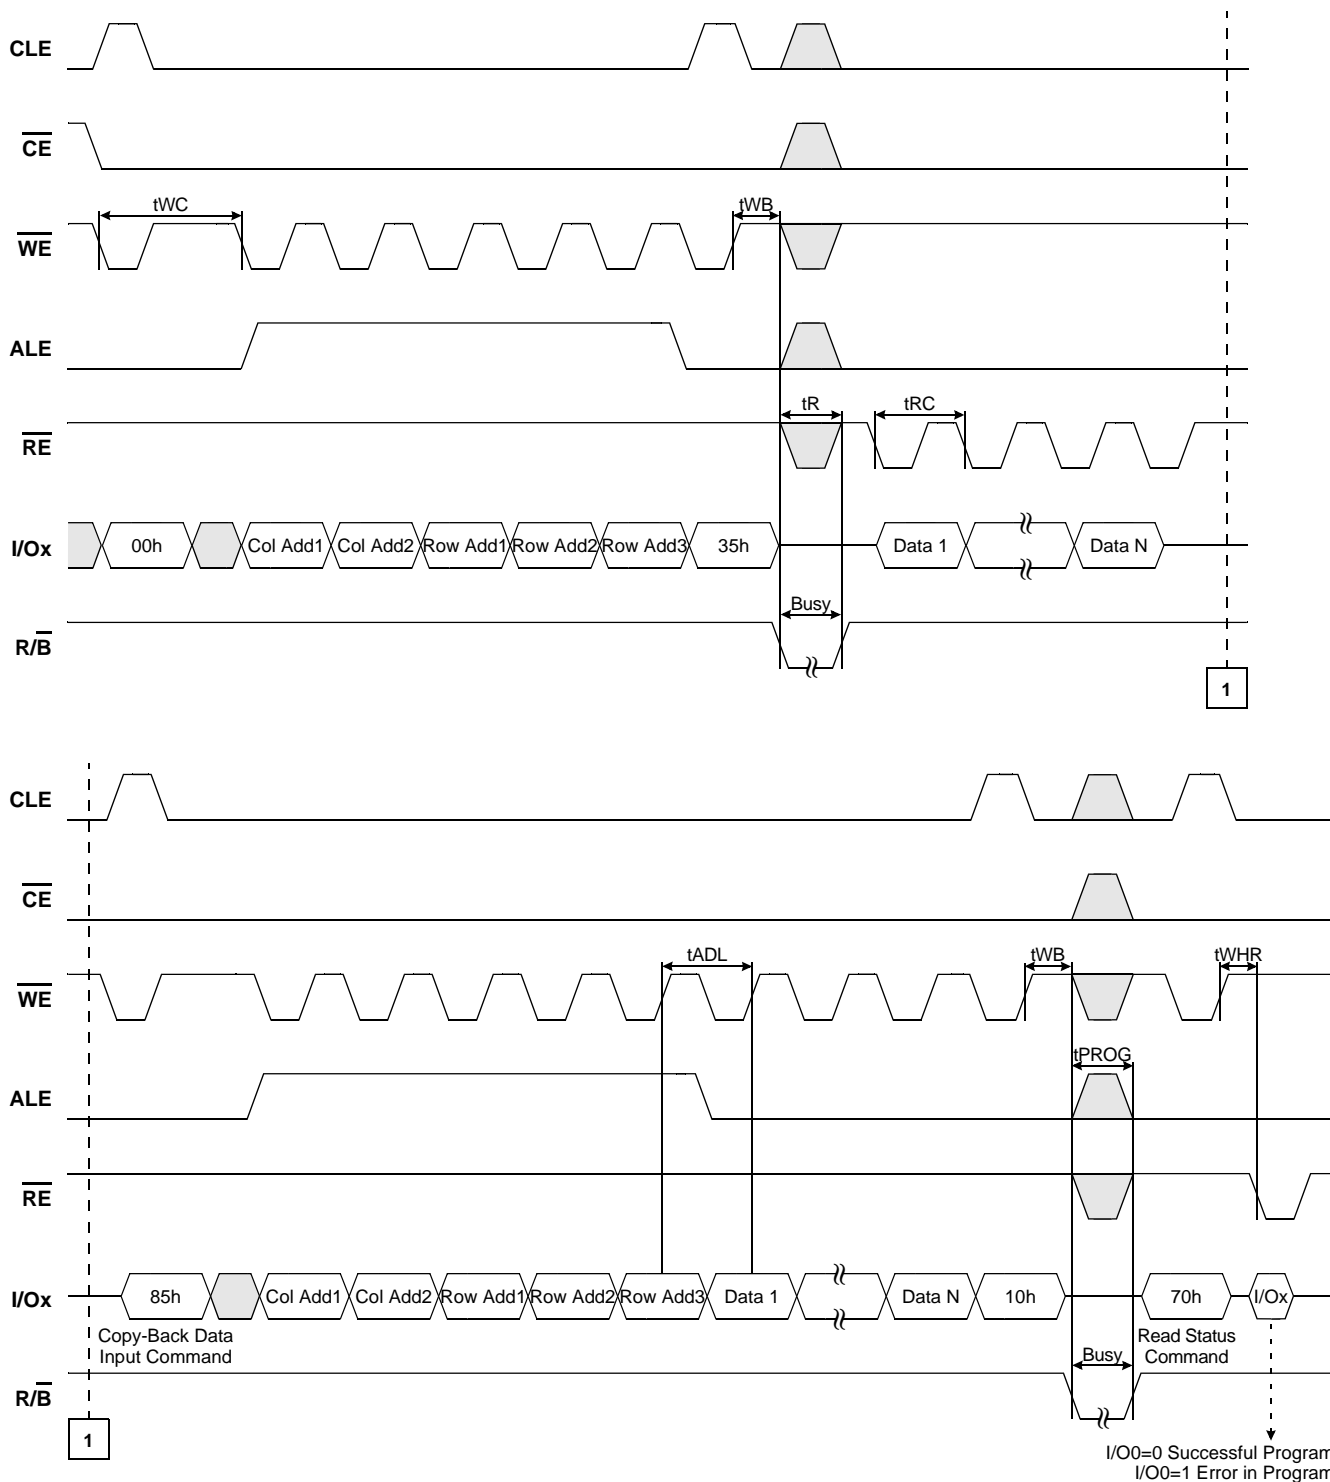 CLE
CE
tWC
tWB
WE
ALE
tR
tRC
RE
I/Ox
00h
Col Add1
Col Add2
Row Add1
Row Add2
Row Add3
35h
Data 1
Data N
Busy
R/B
1
CLE
CE
tADL
tWB
tWHR
WE
tPROG
ALE
RE
I/Ox
85h
Col Add1
Col Add2
Row Add1
Row Add2
Row Add3
Data 1
Data N
10h
70h
I/Ox
Copy-Back Data
Input Command
Read Status
Command
Busy
R/B
1
I/O0=0 Successful Program
I/O0=1 Error in Program